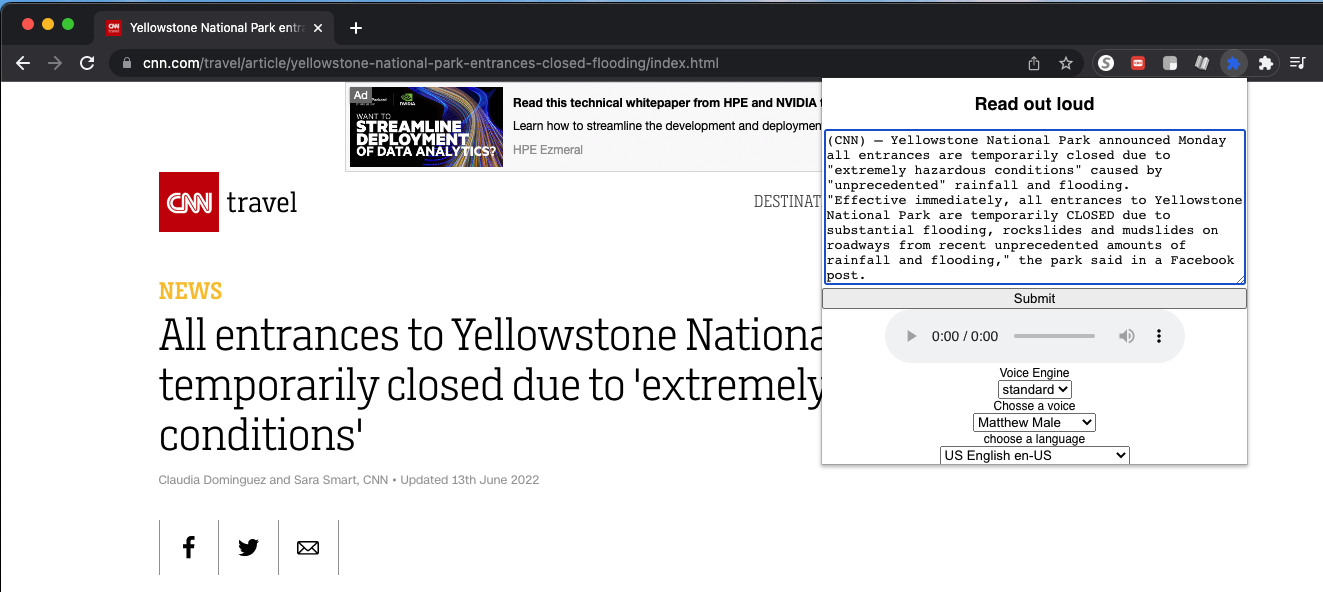 Yellowstone National Park entr
cnn.com/travel/article/yellowstone-national-park-entrances-closed-flooding/index.html
Ad
NVIDIA
WANT TO
STREAMLINE
DEPLOYMENT
OF DATA ANALYTICS?
Read this technical whitepaper from HPE and NVIDIA
Learn how to streamline the development and deploymen
HPE Ezmeral
CNN travel
DESTINAT
NEWS
All entrances to Yellowstone Nationa
temporarily closed due to 'extremely
conditions'
Claudia Dominguez and Sara Smart, CNN • Updated 13th June 2022
Read out loud
(CNN) — Yellowstone National Park announced Monday
all entrances are temporarily closed due to
"extremely hazardous conditions" caused by
"unprecedented" rainfall and flooding.
"Effective immediately, all entrances to Yellowstone
National Park are temporarily CLOSED due to
substantial flooding, rockslides and mudslides on
roadways from recent unprecedented amounts of
rainfall and flooding," the park said in a Facebook
post.
Submit
0:00 / 0:00
Voice Engine
standard
Choose a voice
Matthew Male
choose a language
US English en-US